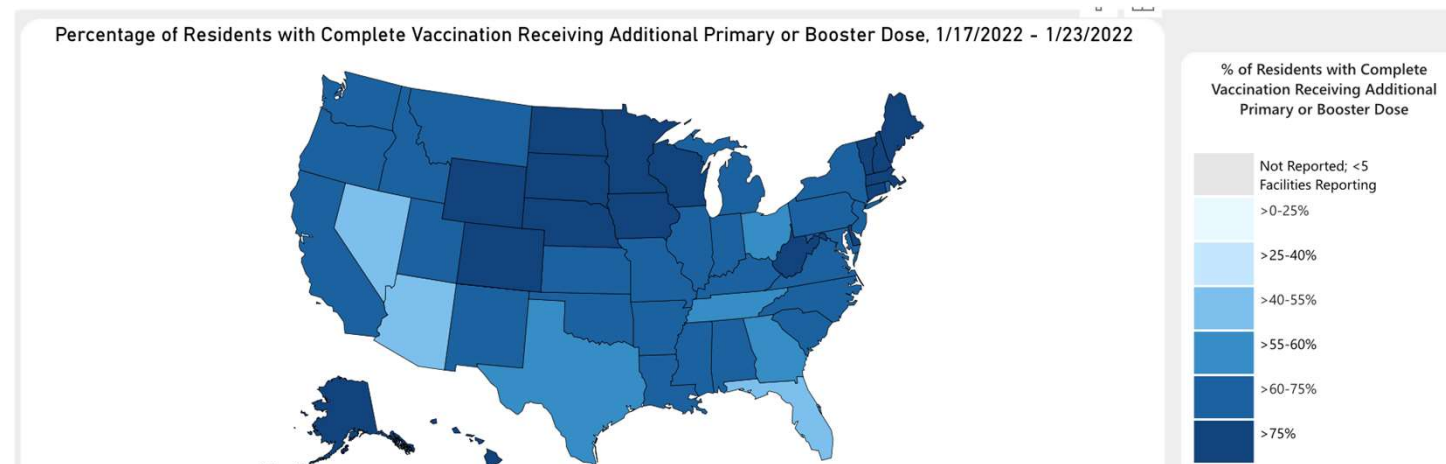 Percentage of Residents with Complete Vaccination Receiving Additional Primary or Booster Dose, 1/17/2022 - 1/23/2022
% of Residents with Complete
Vaccination Receiving Additional
Primary or Booster Dose
Not Reported; <5
Facilities Reporting
>0-25%
>25-40%
>40-55%
>55-60%
>60-75%
>75%